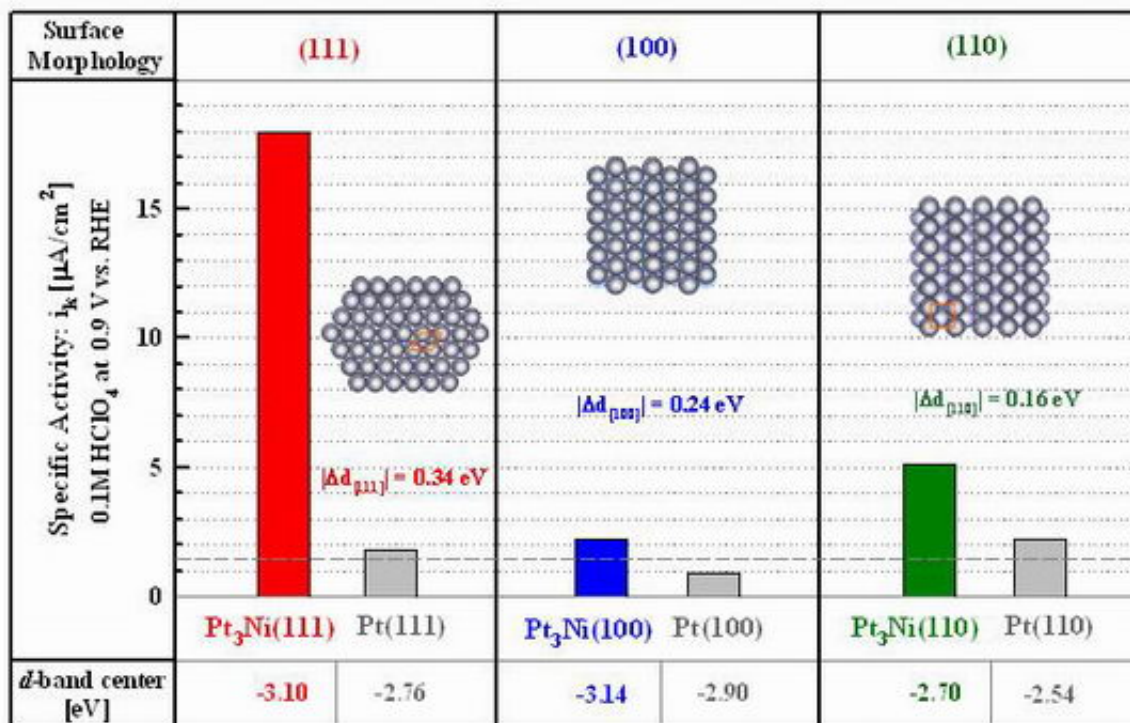 Surface Morphology
(111)
(100)
(110)
Specific Activity: i_k [μA/cm²]
0.1M HClO₄ at 0.9 V vs. RHE
15
10
5
0
|Δd[111]| = 0.34 eV
|Δd[100]| = 0.24 eV
|Δd[110]| = 0.16 eV
Pt₃Ni(111)
Pt(111)
Pt₃Ni(100)
Pt(100)
Pt₃Ni(110)
Pt(110)
d-band center [eV]
-3.10
-2.76
-3.14
-2.90
-2.70
-2.54